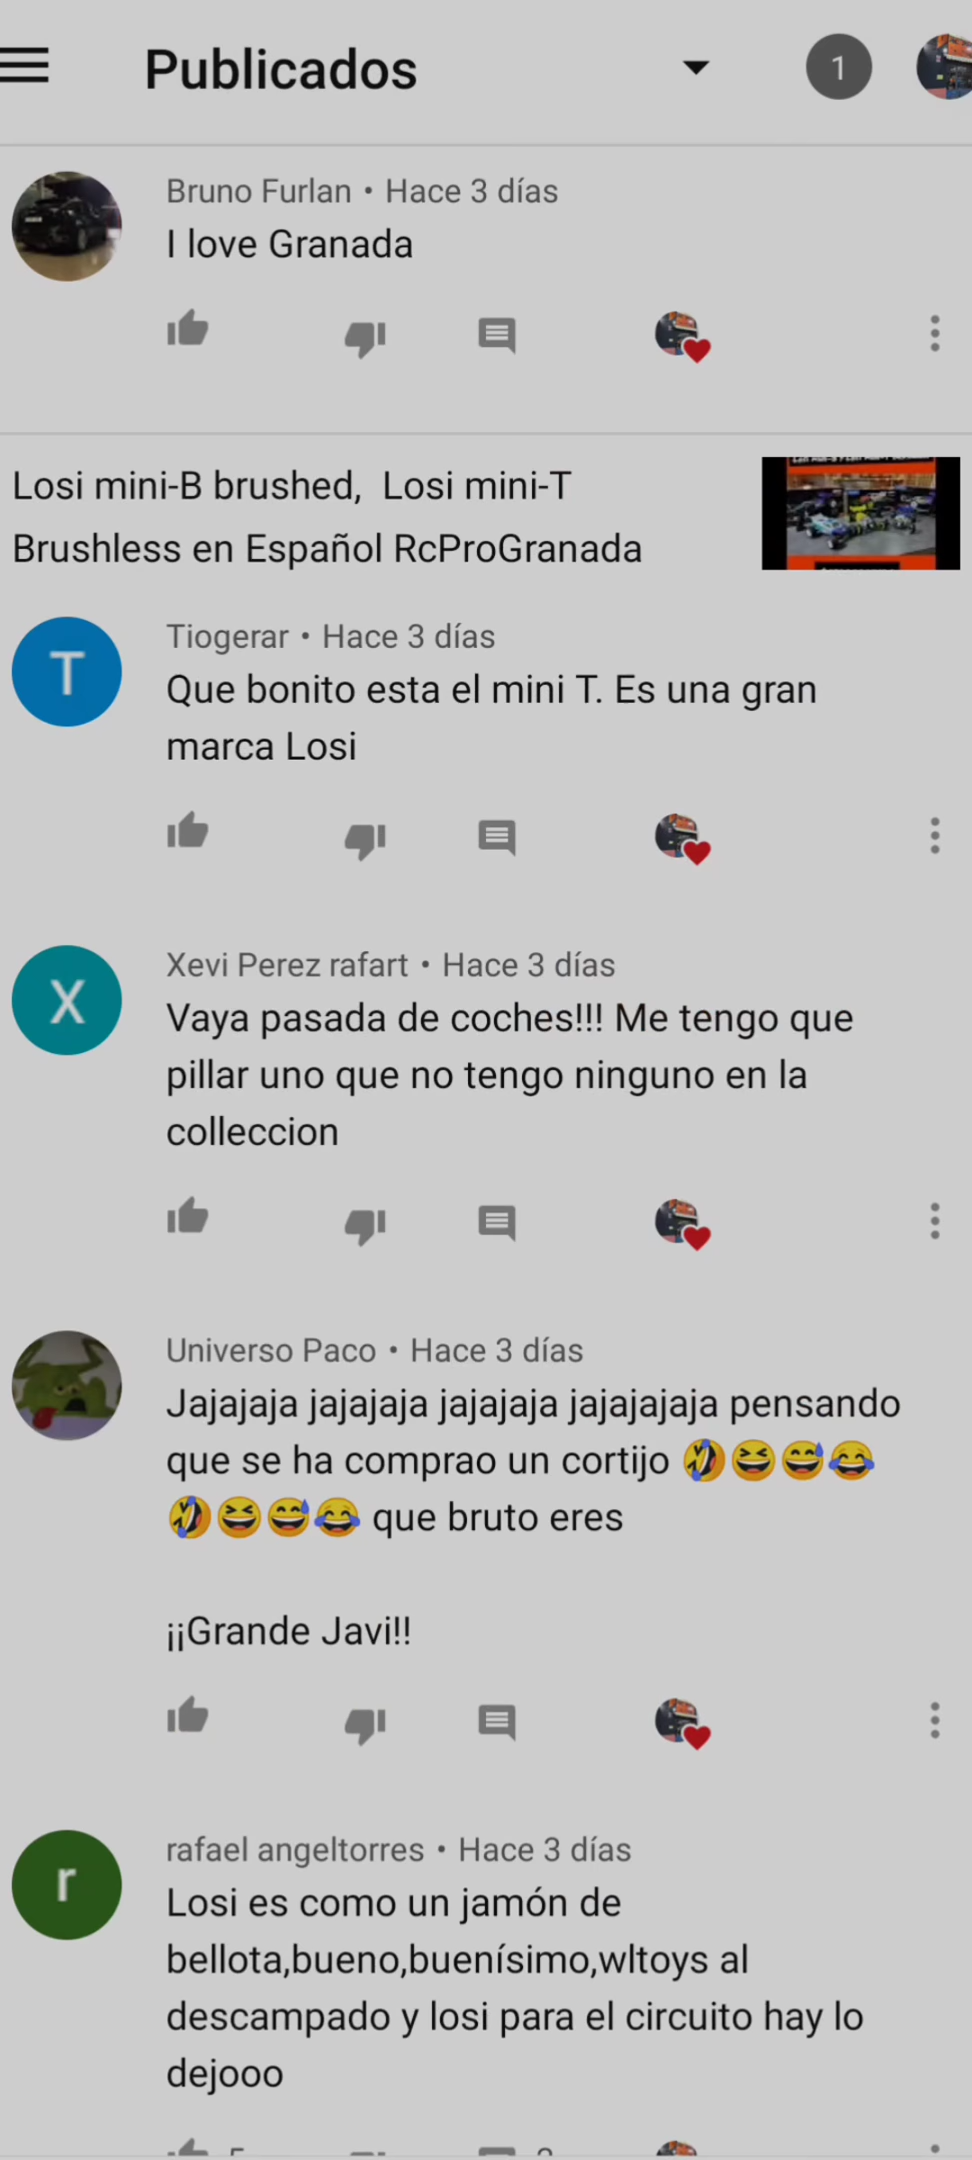 Publicados
1
Bruno Furlan • Hace 3 días
I love Granada
Losi mini-B brushed, Losi mini-T
Brushless en Español RcProGranada
T
Tiogerar • Hace 3 días
Que bonito esta el mini T. Es una gran
marca Losi
X
Xevi Perez rafart • Hace 3 días
Vaya pasada de coches!!! Me tengo que
pillar uno que no tengo ninguno en la
colleccion
Universo Paco • Hace 3 días
Jajajaja jajajaja jajajaja jajajajaja pensando
que se ha comprao un cortijo 🤣😆😅😂
🤣😆😅😂 que bruto eres
¡¡Grande Javi!!
r
rafael angeltorres • Hace 3 días
Losi es como un jamón de
bellota,bueno,buenísimo,wltoys al
descampado y losi para el circuito hay lo
dejooo